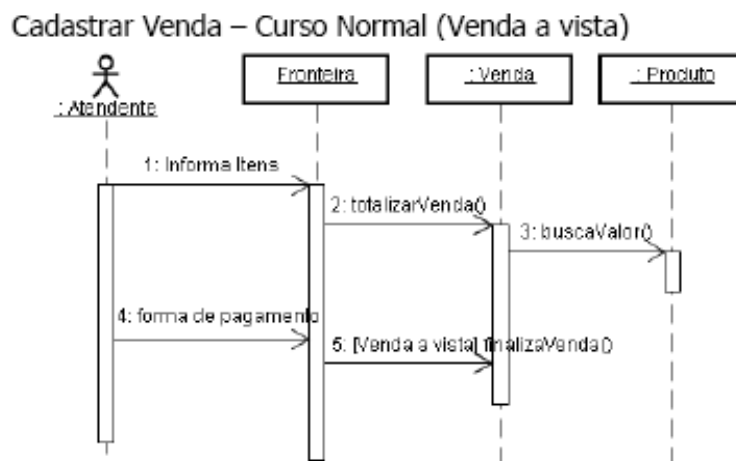 Cadastrar Venda – Curso Normal (Venda a vista)
: Atendente
Fronteira
: Venda
: Produto
1: Informa Itens
2: totalizarVenda()
3: buscaValor()
4: forma de pagamento
5: [Venda a vista] finalizaVenda()